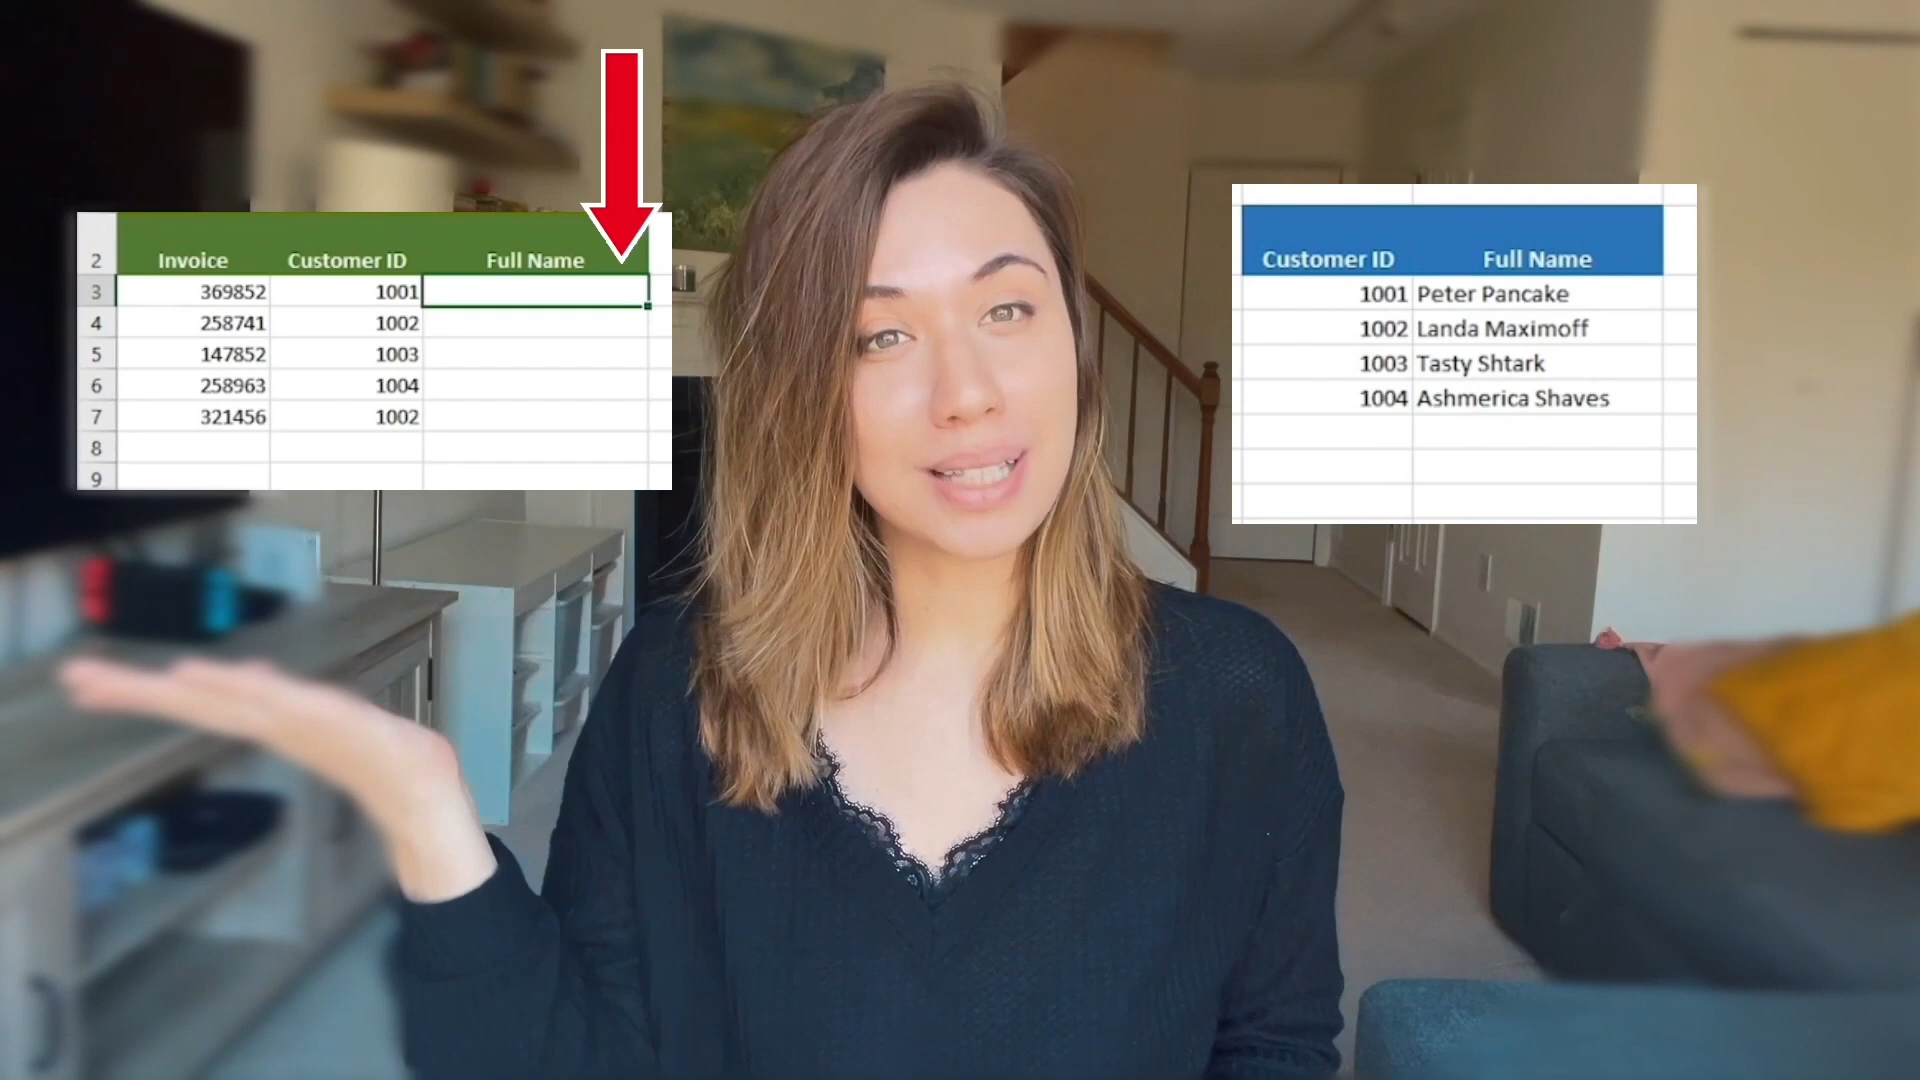 2 Invoice Customer ID Full Name
3 369852 1001
4 258741 1002
5 147852 1003
6 258963 1004
7 321456 1002
8
9
Customer ID Full Name
1001 Peter Pancake
1002 Landa Maximoff
1003 Tasty Shtark
1004 Ashmerica Shaves